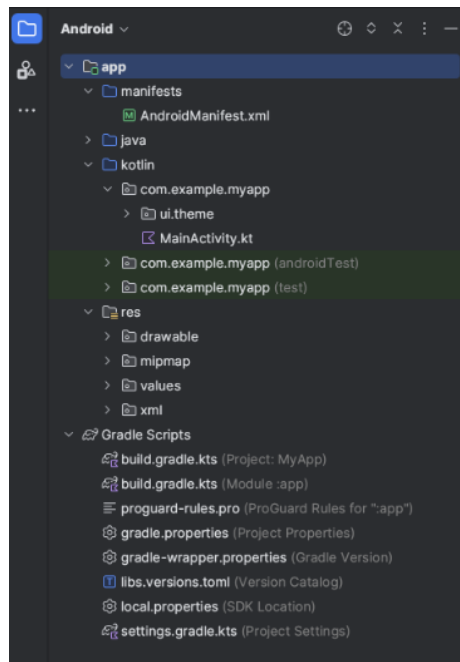 Android
app
manifests
AndroidManifest.xml
java
kotlin
com.example.myapp
ui.theme
MainActivity.kt
com.example.myapp (androidTest)
com.example.myapp (test)
res
drawable
mipmap
values
xml
Gradle Scripts
build.gradle.kts (Project: MyApp)
build.gradle.kts (Module :app)
proguard-rules.pro (ProGuard Rules for ":app")
gradle.properties (Project Properties)
gradle-wrapper.properties (Gradle Version)
libs.versions.toml (Version Catalog)
local.properties (SDK Location)
settings.gradle.kts (Project Settings)